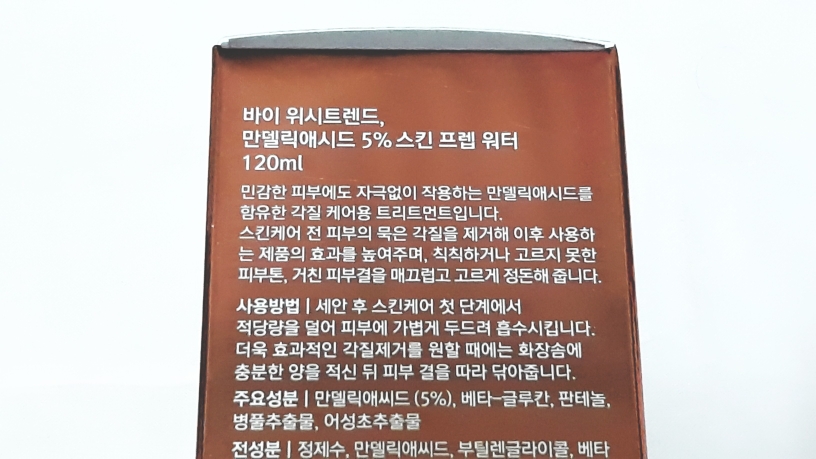 바이 위시트렌드,
만델릭애시드 5% 스킨 프렙 워터
120ml
민감한 피부에도 자극없이 작용하는 만델릭애시드를
함유한 각질 케어용 트리트먼트입니다.
스킨케어 전 피부의 묵은 각질을 제거해 이후 사용하
는 제품의 효과를 높여주며, 칙칙하거나 고르지 못한
피부톤, 거친 피부결을 매끄럽고 고르게 정돈해 줍니다.
사용방법 | 세안 후 스킨케어 첫 단계에서
적당량을 덜어 피부에 가볍게 두드려 흡수시킵니다.
더욱 효과적인 각질제거를 원할 때에는 화장솜에
충분한 양을 적신 뒤 피부 결을 따라 닦아줍니다.
주요성분 | 만델릭애씨드 (5%), 베타-글루칸, 판테놀,
병풀추출물, 어성초추출물
전성분 | 정제수, 만델릭애씨드, 부틸렌글라이콜, 베타